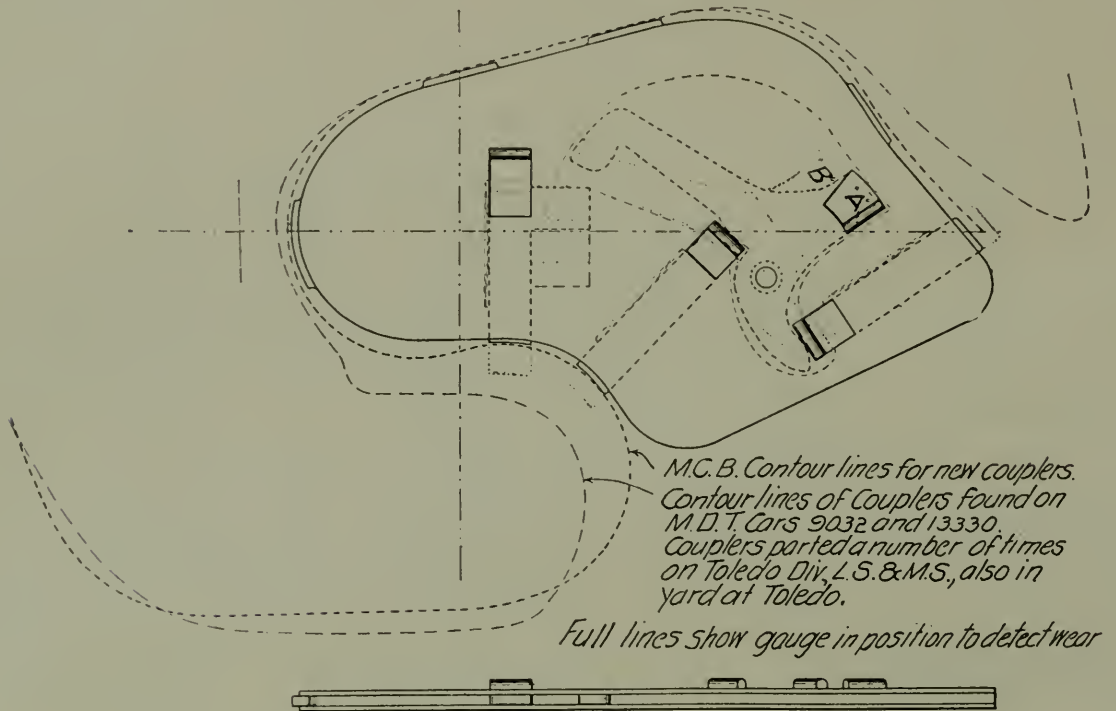 B
A
M.C.B. Contour lines for new couplers.
Contour lines of Couplers found on
M.D.T. Cars 9032 and 13330.
Couplers parted a number of times
on Toledo Div, L.S.&M.S., also in
yard at Toledo.
Full lines show gauge in position to detect wear